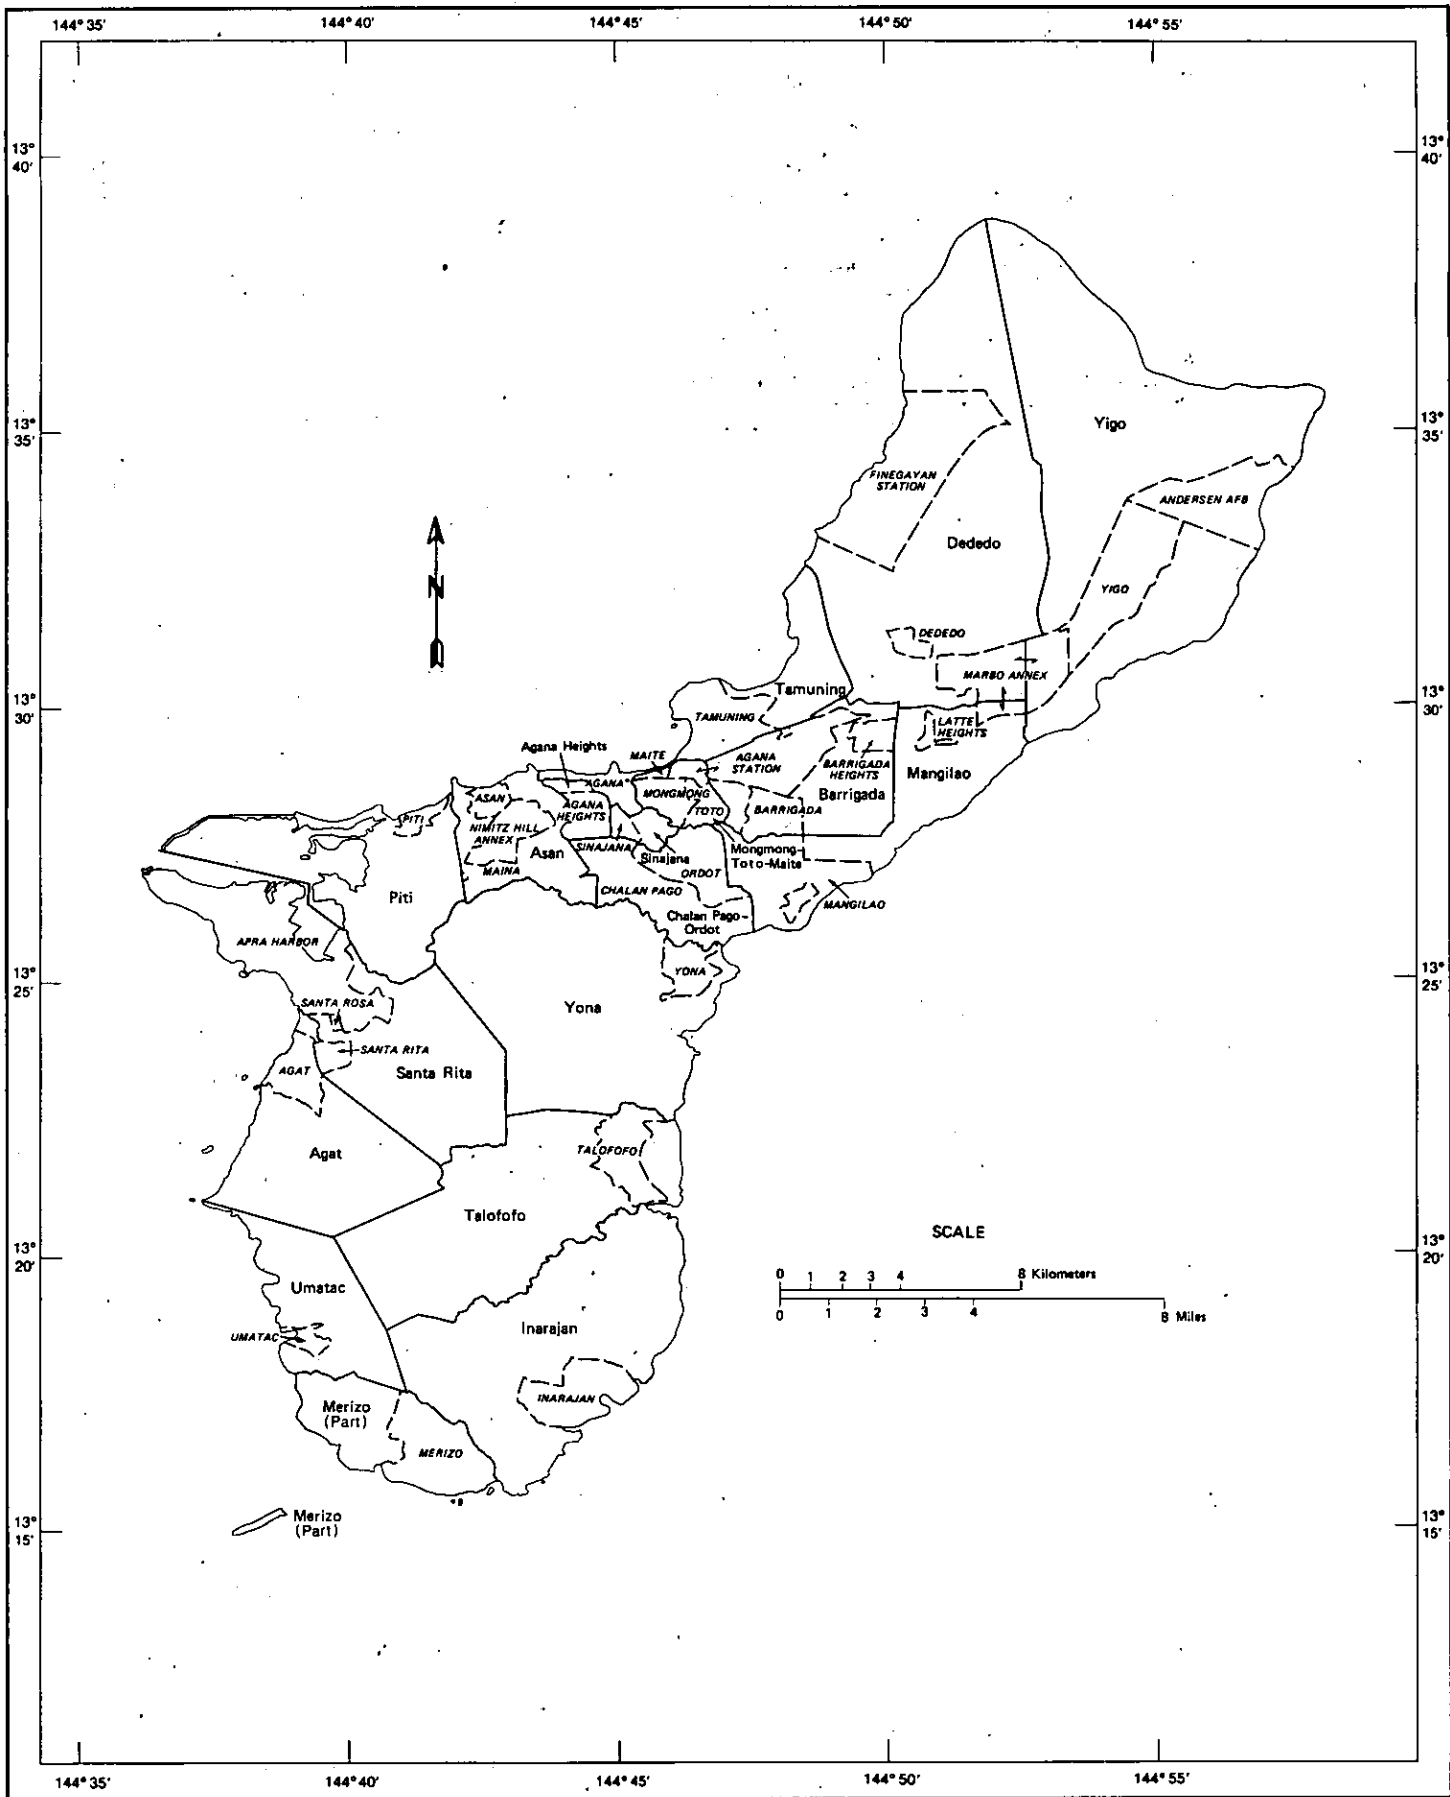 144° 35'
144° 40'
144° 45'
144° 50'
144° 55'
13°
40'
13°
40'
13°
35'
13°
35'
Yigo
FINEGAYAN
STATION
ANDERSEN AFB
N
Dededo
YIGO
DEDEDO
MARBO ANNEX
13°
30'
13°
30'
Tamuning
TAMUNING
LATTE
HEIGHTS
Agana Heights
MAITE
AGANA
STATION
BARRIGADA
HEIGHTS
Mangilao
AGANA*
MONGMONG
Barrigada
ASAN
AGANA
HEIGHTS
TOTO
BARRIGADA
PITI
NIMITZ HILL
ANNEX
Asan
SINAJANA
Sinajana
Mongmong-
Toto-Maite
MAINA
ORDOT
CHALAN PAGO
Piti
MANGILAO
Chalan Pago-
Ordot
APRA HARBOR
YONA
13°
25'
13°
25'
SANTA ROSA
Yona
SANTA RITA
AGAT
Santa Rita
Agat
TALOFOFO
Talofofo
SCALE
13°
20'
13°
20'
0 1 2 3 4 8 Kilometers
0 1 2 3 4 8 Miles
Umatac
UMATAC
Inarajan
INARAJAN
Merizo
(Part)
MERIZO
Merizo
(Part)
13°
15'
13°
15'
144° 35'
144° 40'
144° 45'
144° 50'
144° 55'